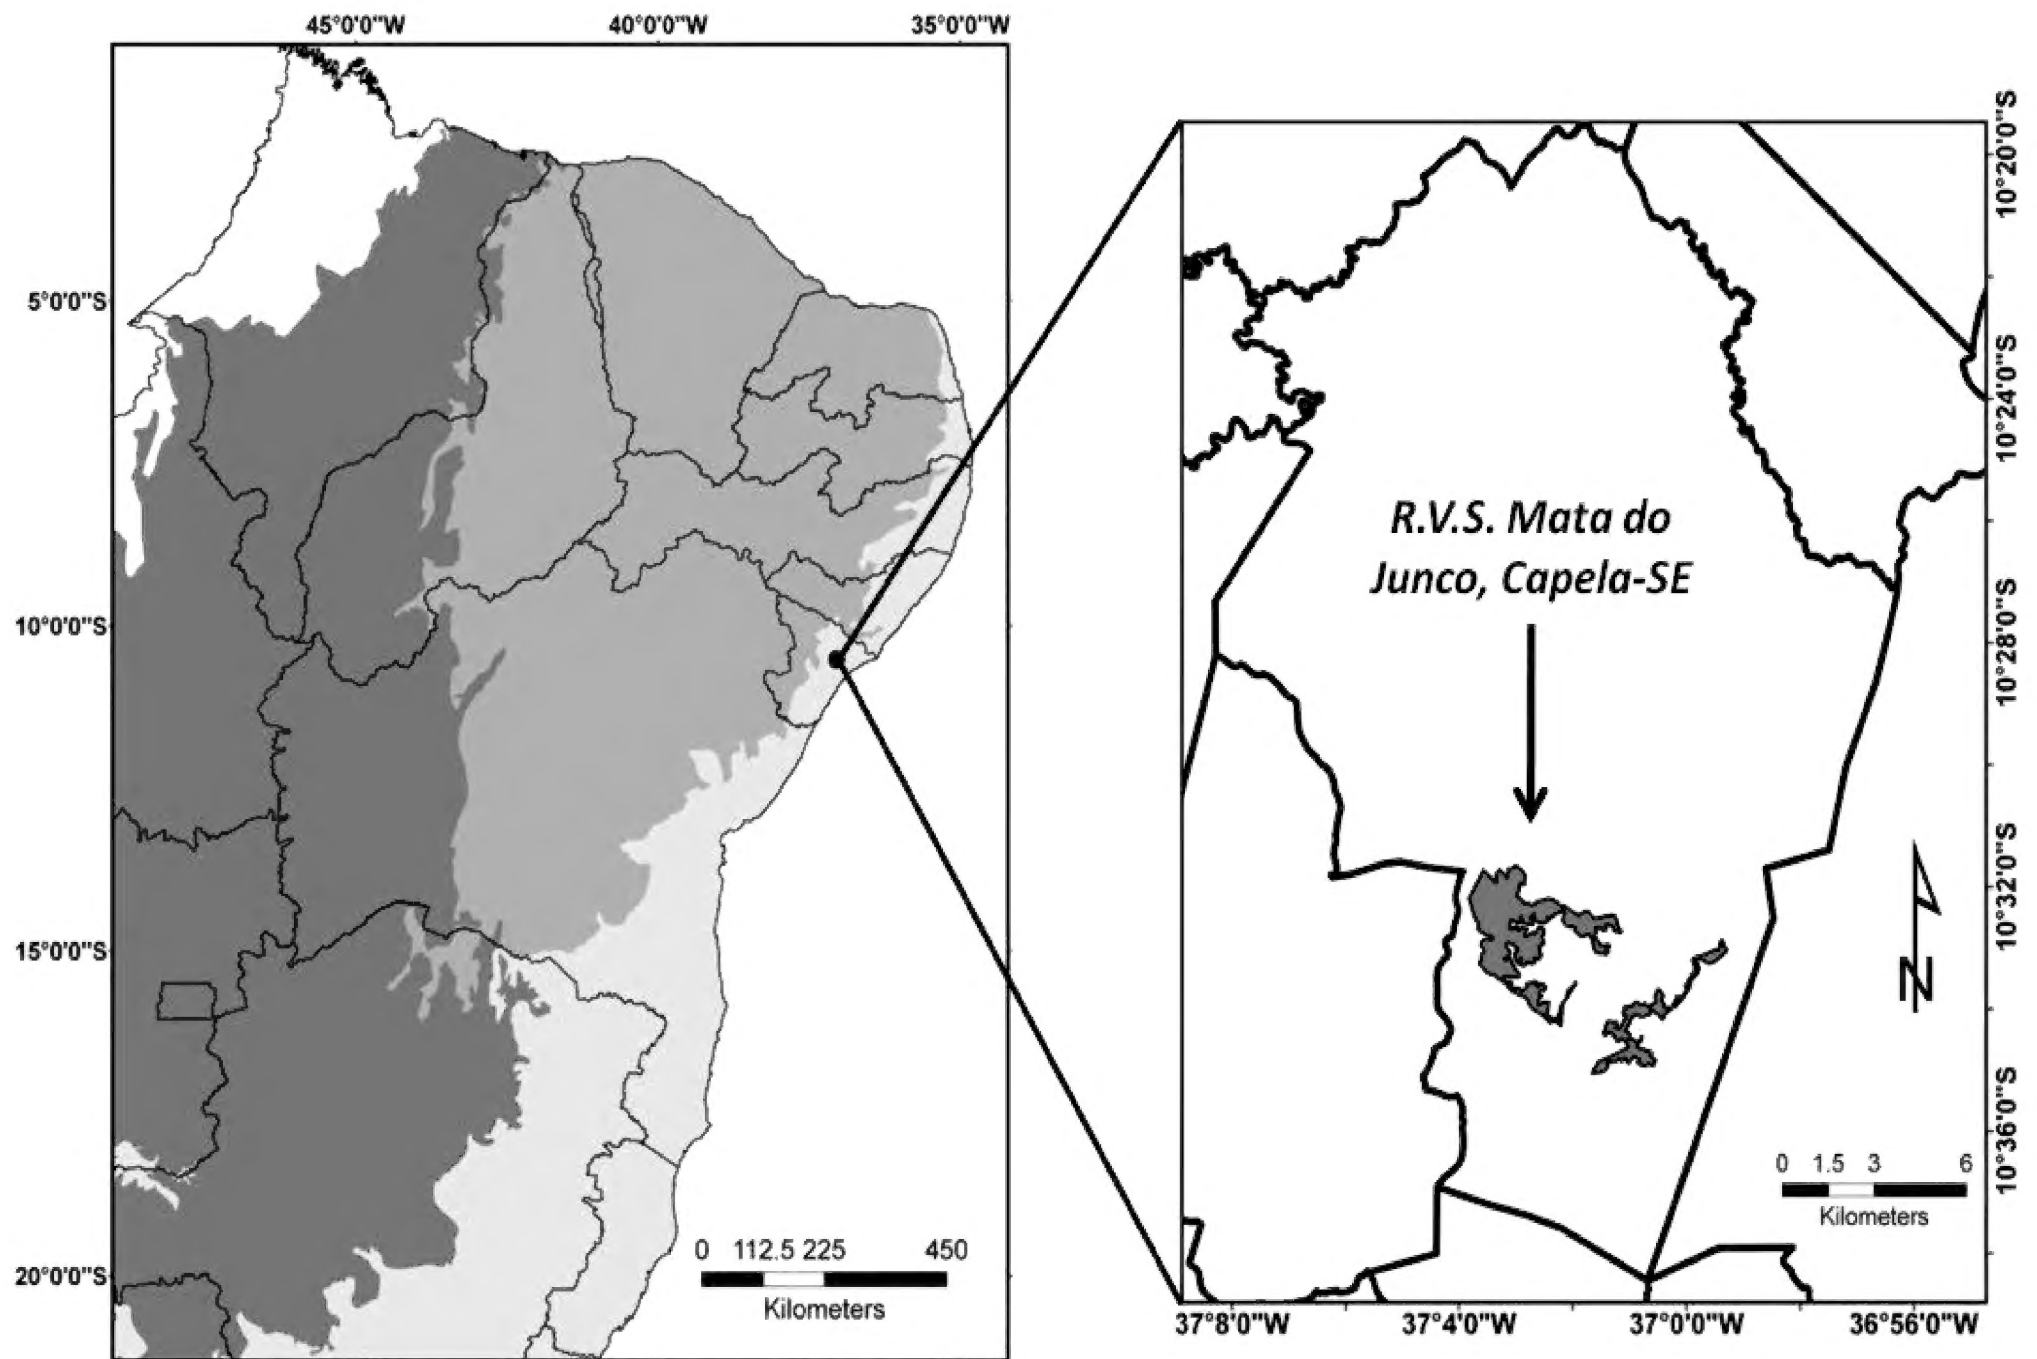 45°0'0"W 40°0'0"W 35°0'0"W
5°0'0"S
10°0'0"S
15°0'0"S
20°0'0"S
0 112.5 225 450
Kilometers
R.V.S. Mata do
Junco, Capela-SE
10°20'0"S
10°24'0"S
10°28'0"S
10°32'0"S
10°36'0"S
N
0 1.5 3 6
Kilometers
37°8'0"W 37°4'0"W 37°0'0"W 36°56'0"W